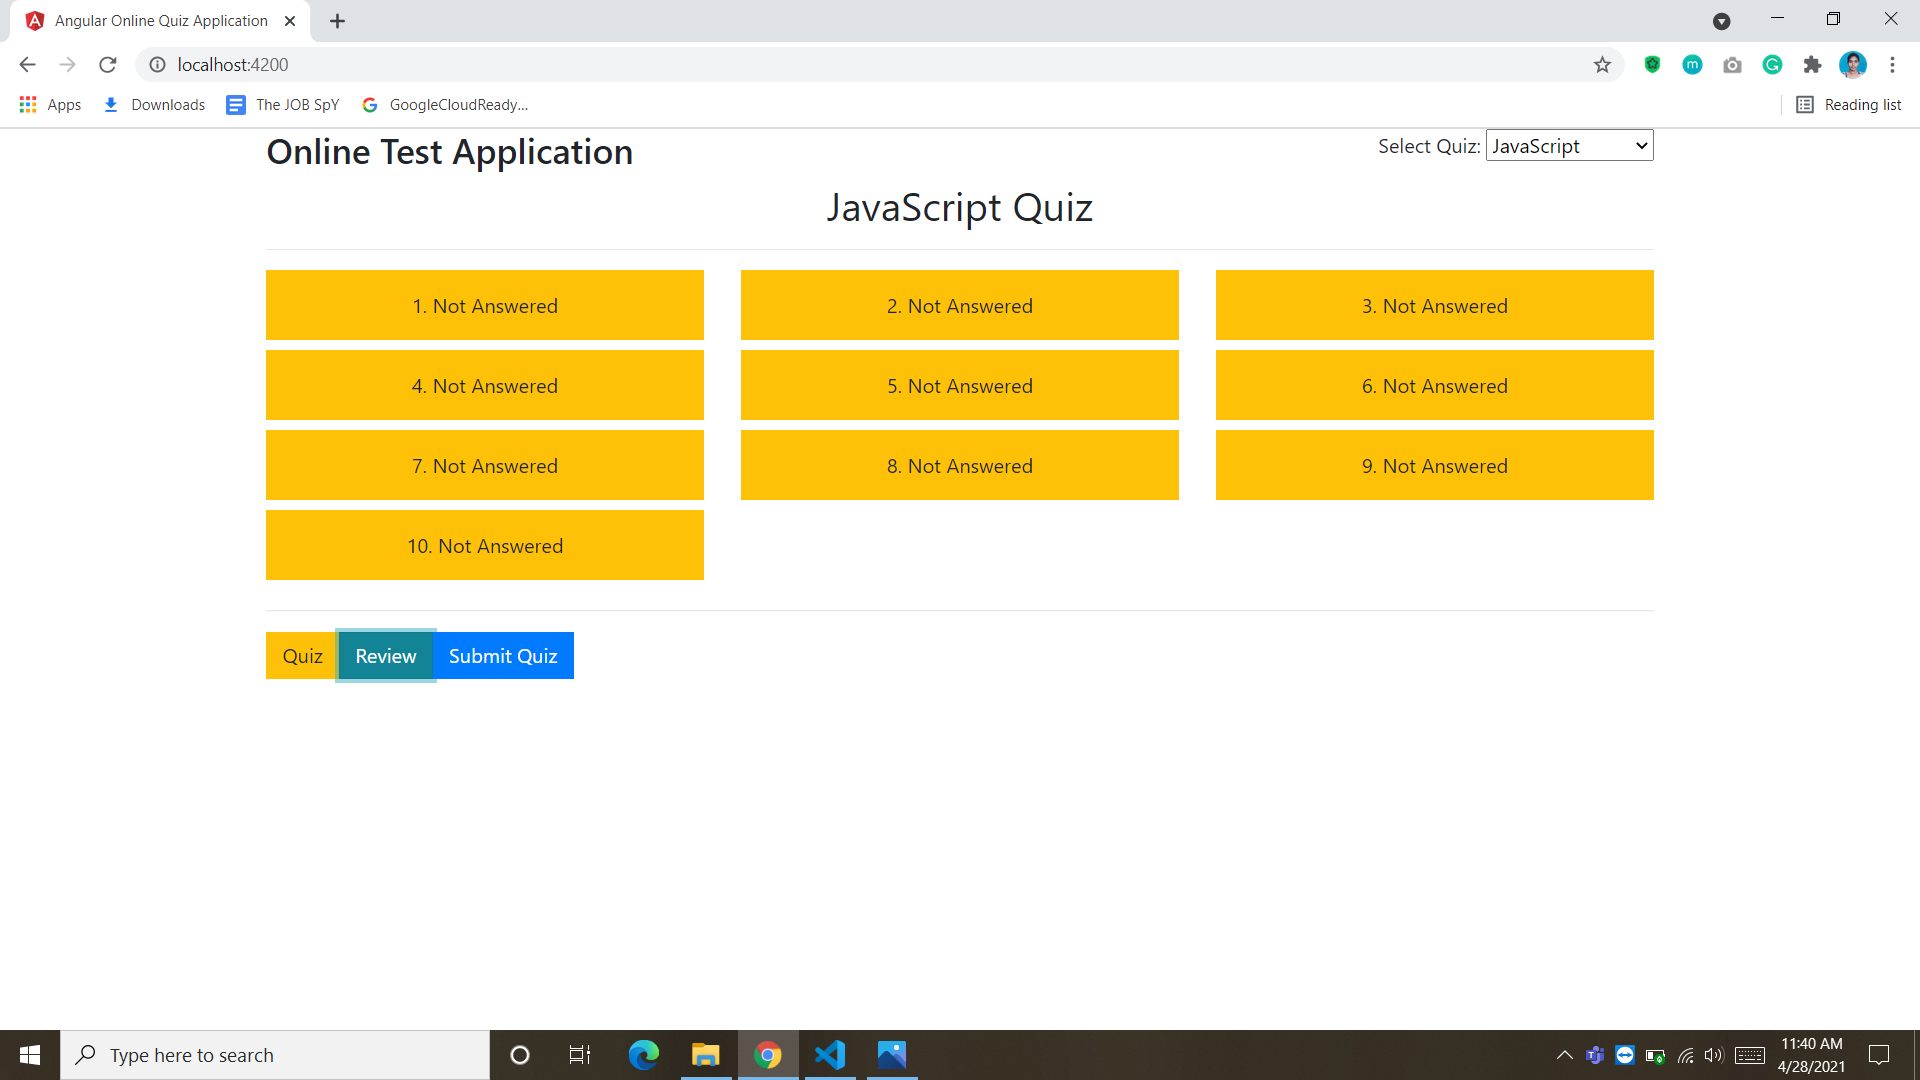 Angular Online Quiz Application
localhost:4200
Apps
Downloads
The JOB SpY
GoogleCloudReady...
Reading list
Online Test Application
Select Quiz: JavaScript
JavaScript Quiz
1. Not Answered
2. Not Answered
3. Not Answered
4. Not Answered
5. Not Answered
6. Not Answered
7. Not Answered
8. Not Answered
9. Not Answered
10. Not Answered
Quiz
Review
Submit Quiz
Type here to search
11:40 AM
4/28/2021